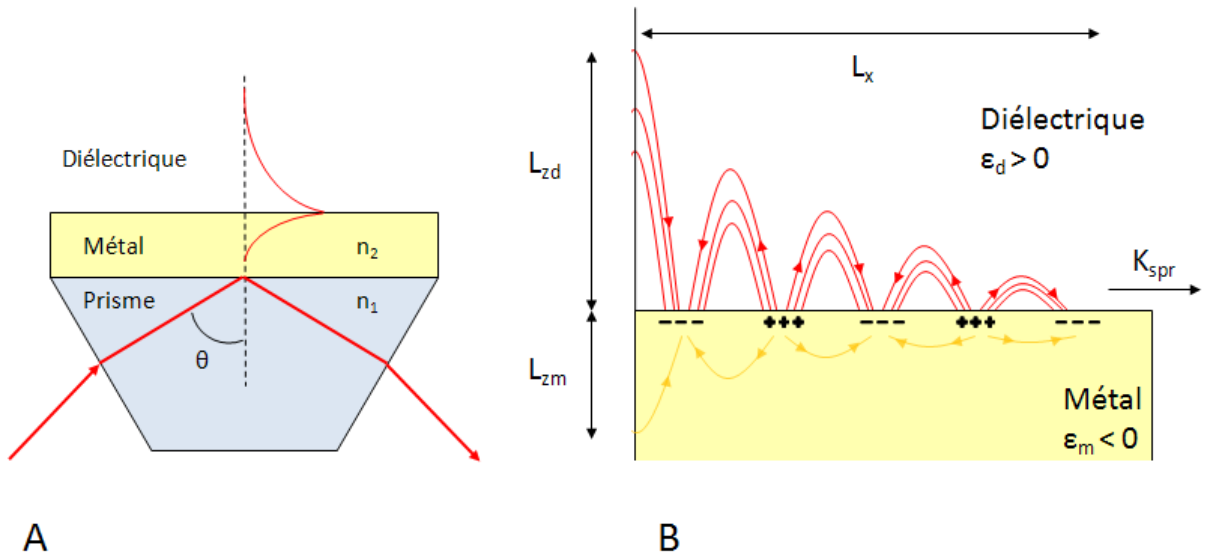 Diélectrique
Métal
n2
Prisme
n1
θ
A
Lx
Lzd
Diélectrique
εd > 0
Kspr
--- +++ --- +++ ---
Lzm
Métal
εm < 0
B